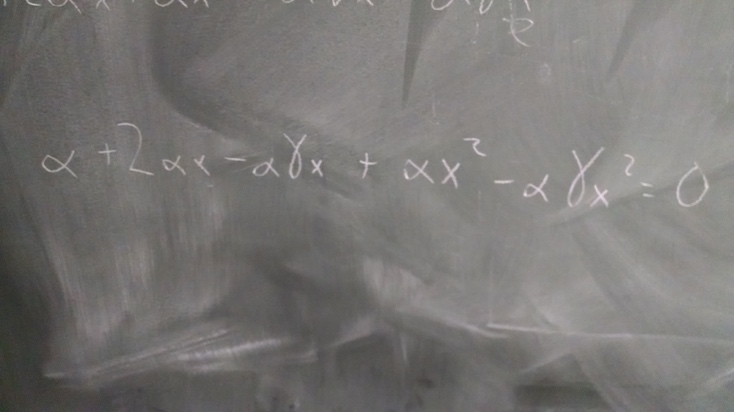 α + 2αx − αγx + αx² − αγx² = 0